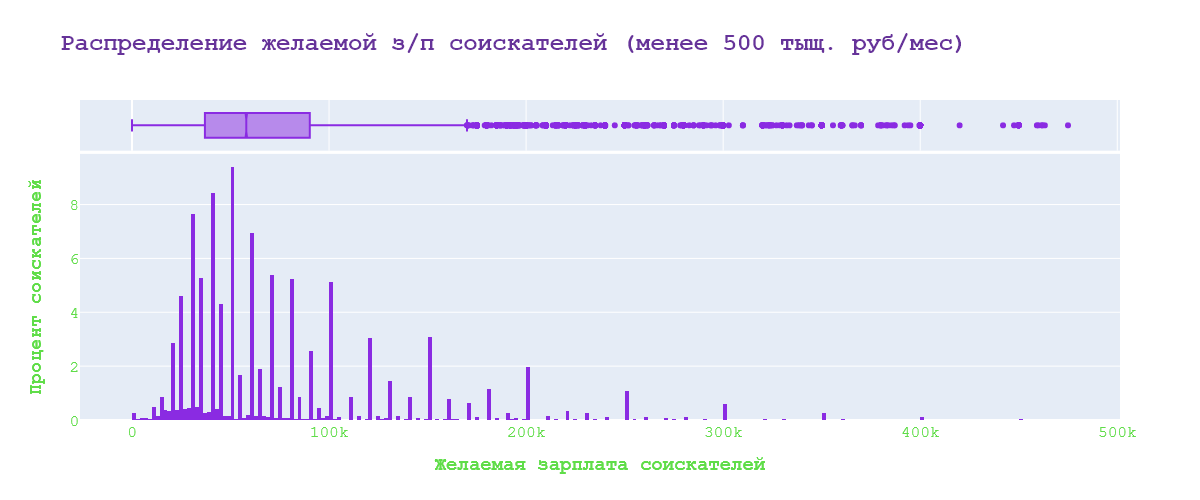 Распределение желаемой з/п соискателей (менее 500 тыщ. руб/мес)
Процент соискателей
8
6
4
2
0
0 100k 200k 300k 400k 500k
Желаемая зарплата соискателей